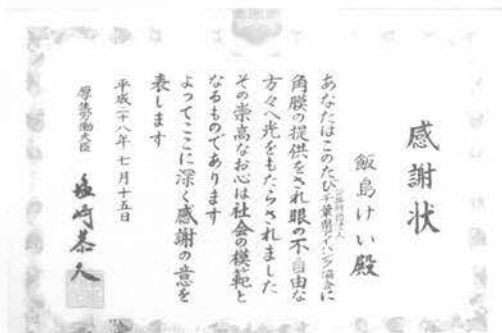 感謝状
飯島けい殿
あなたはこのたび公益財団法人千葉県アイバンク協会に
角膜の提供をされ眼の不自由な
方々へ光をもたらされました
その崇高なお心は社会の模範と
なるものであります
よってここに深く感謝の意を
表します
平成二十八年七月十五日
厚生労働大臣 塩崎恭久